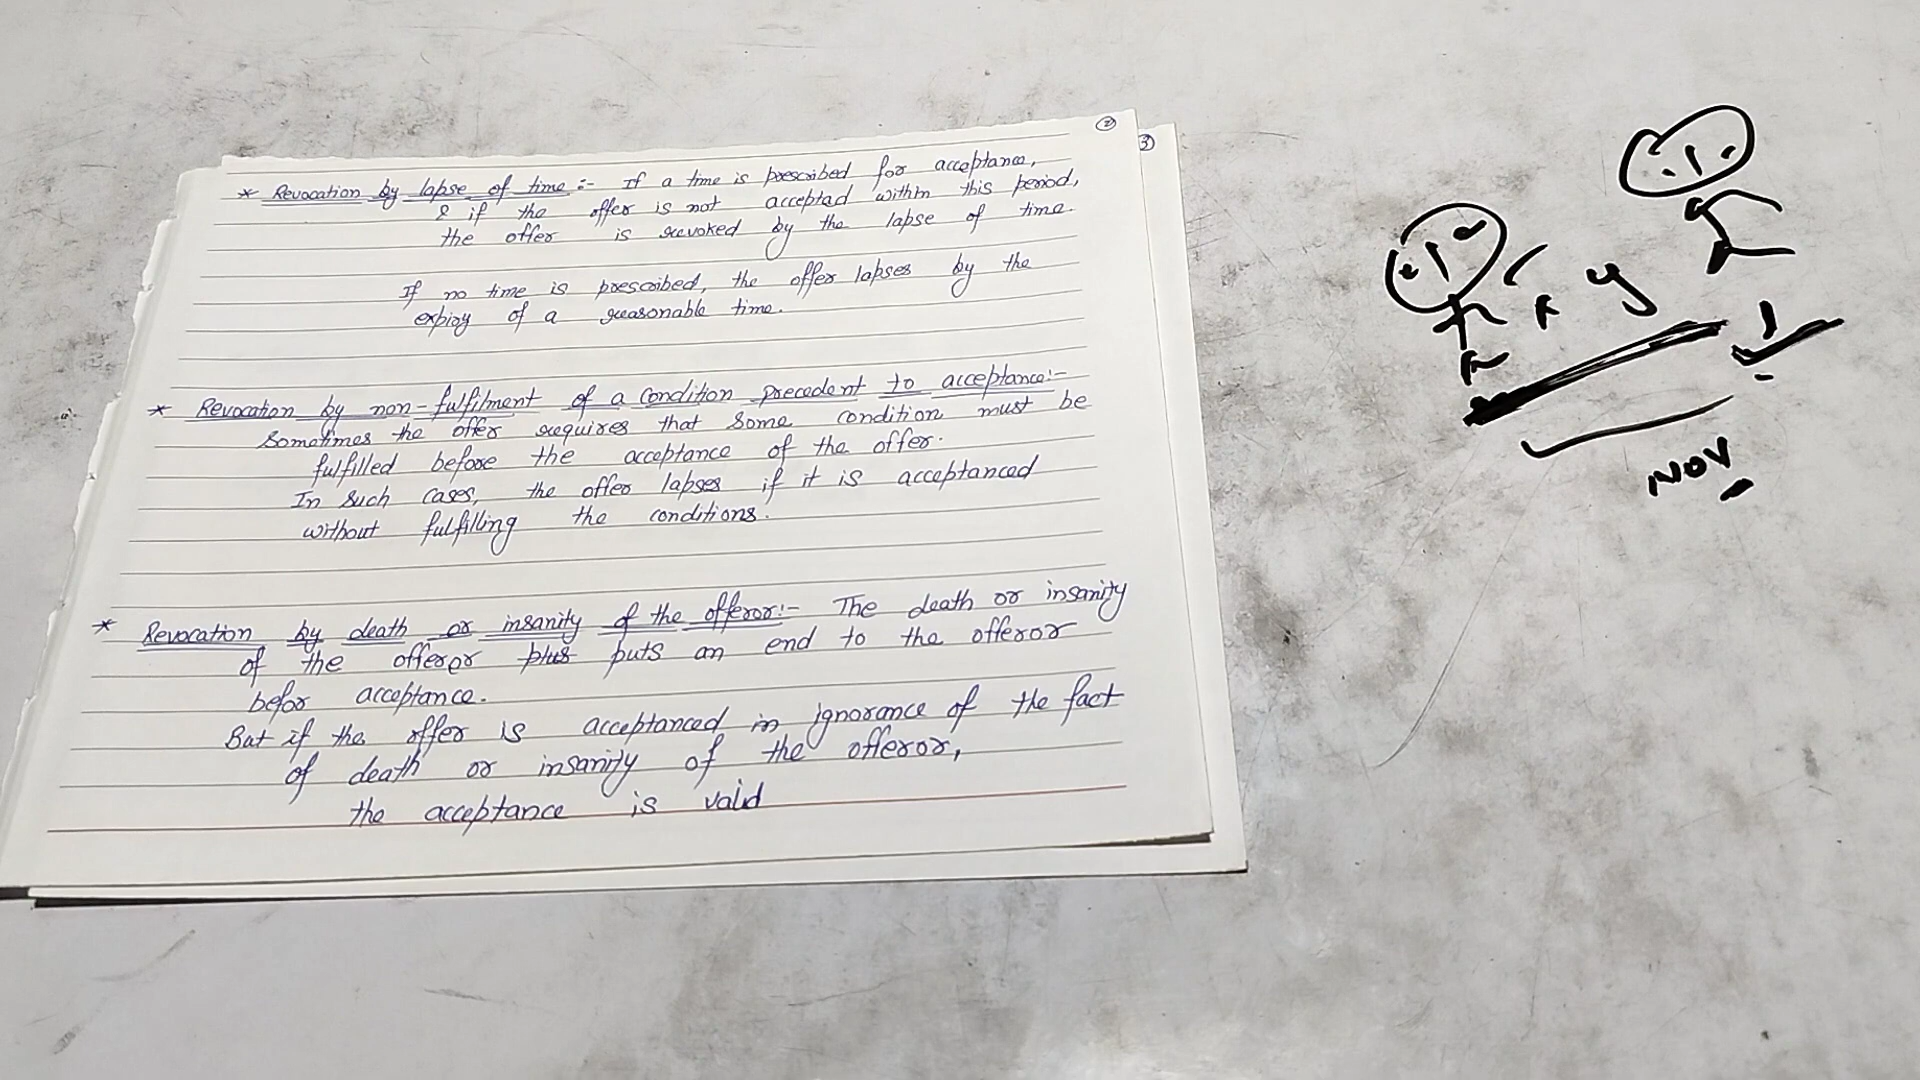 ②
3
* Revocation by lapse of time :- If a time is prescribed for acceptance,
& if the offer is not acceptad within this period,
the offer is revoked by the lapse of time.
If no time is prescribed, the offer lapses by the
expiry of a reasonable time.
* Revocation by non-fulfilment of a Condition precedent to acceptance:-
Sometimes the offer requires that some condition must be
fulfilled before the acceptance of the offer.
In such cases, the offer lapses if it is acceptanced
without fulfilling the conditions.
* Revocation by death or insanity of the offeror:- The death or insanity
of the offeror plus puts an end to the offeror
befor acceptance.
But if the offer is acceptanced in ignorance of the fact
of death or insanity of the offeror,
the acceptance is valid
NOV